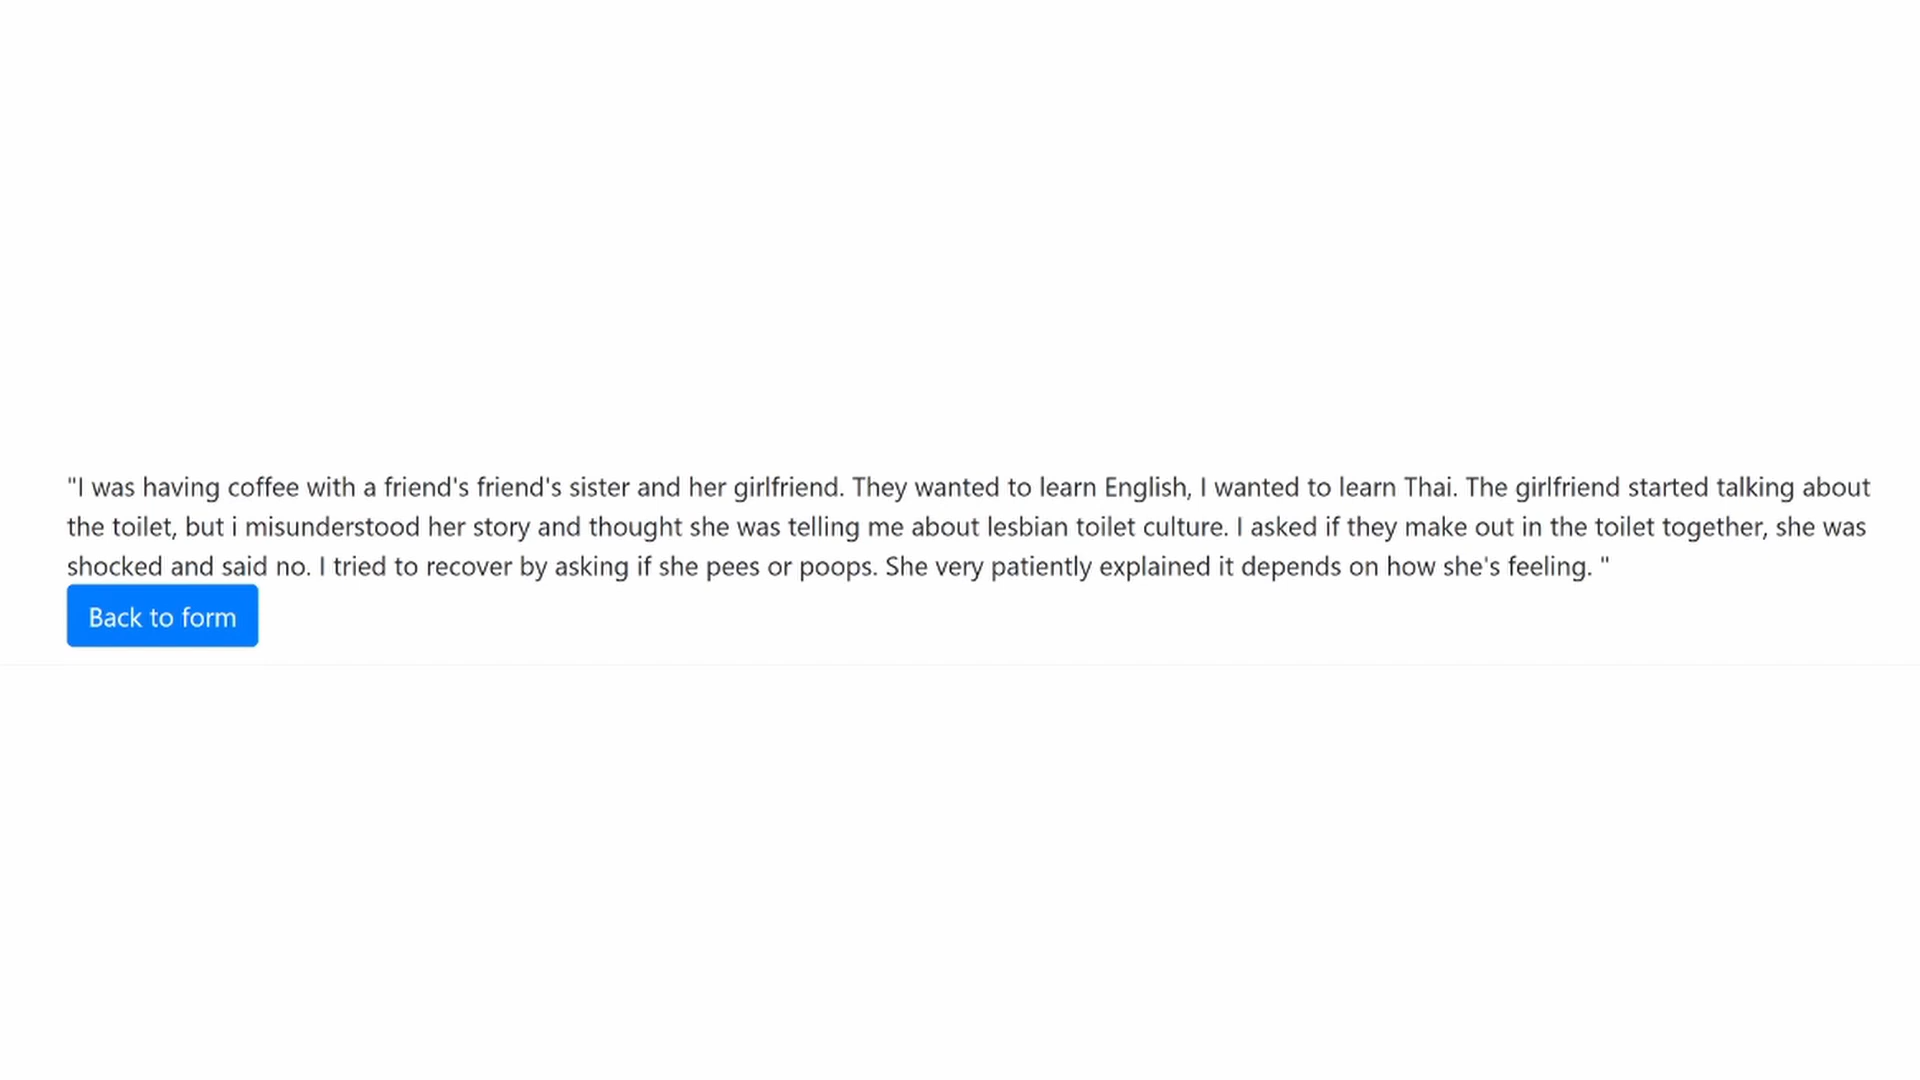 "I was having coffee with a friend's friend's sister and her girlfriend. They wanted to learn English, I wanted to learn Thai. The girlfriend started talking about
the toilet, but i misunderstood her story and thought she was telling me about lesbian toilet culture. I asked if they make out in the toilet together, she was
shocked and said no. I tried to recover by asking if she pees or poops. She very patiently explained it depends on how she's feeling. "
Back to form